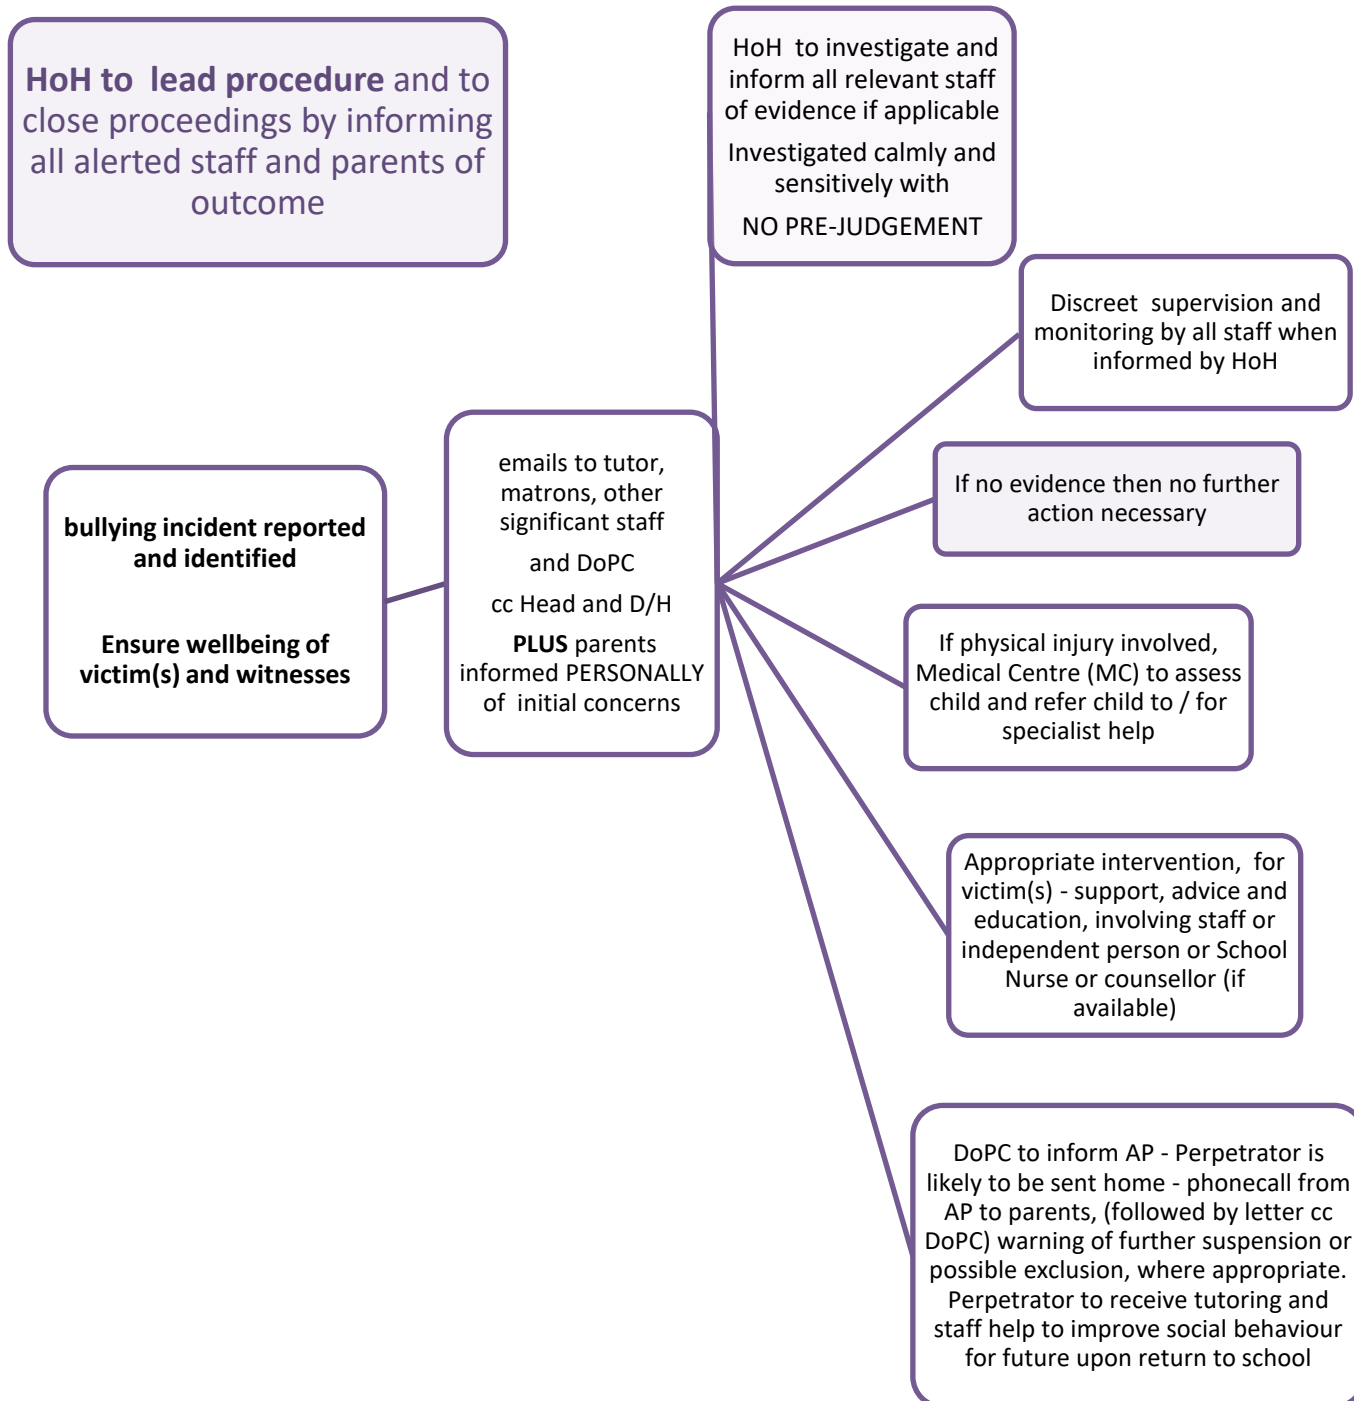 HoH to lead procedure and to
close proceedings by informing
all alerted staff and parents of
outcome
HoH to investigate and
inform all relevant staff
of evidence if applicable
Investigated calmly and
sensitively with
NO PRE-JUDGEMENT
Discreet supervision and
monitoring by all staff when
informed by HoH
bullying incident reported
and identified
Ensure wellbeing of
victim(s) and witnesses
emails to tutor,
matrons, other
significant staff
and DoPC
cc Head and D/H
PLUS parents
informed PERSONALLY
of initial concerns
If no evidence then no further
action necessary
If physical injury involved,
Medical Centre (MC) to assess
child and refer child to / for
specialist help
Appropriate intervention, for
victim(s) - support, advice and
education, involving staff or
independent person or School
Nurse or counsellor (if
available)
DoPC to inform AP - Perpetrator is
likely to be sent home - phonecall from
AP to parents, (followed by letter cc
DoPC) warning of further suspension or
possible exclusion, where appropriate.
Perpetrator to receive tutoring and
staff help to improve social behaviour
for future upon return to school